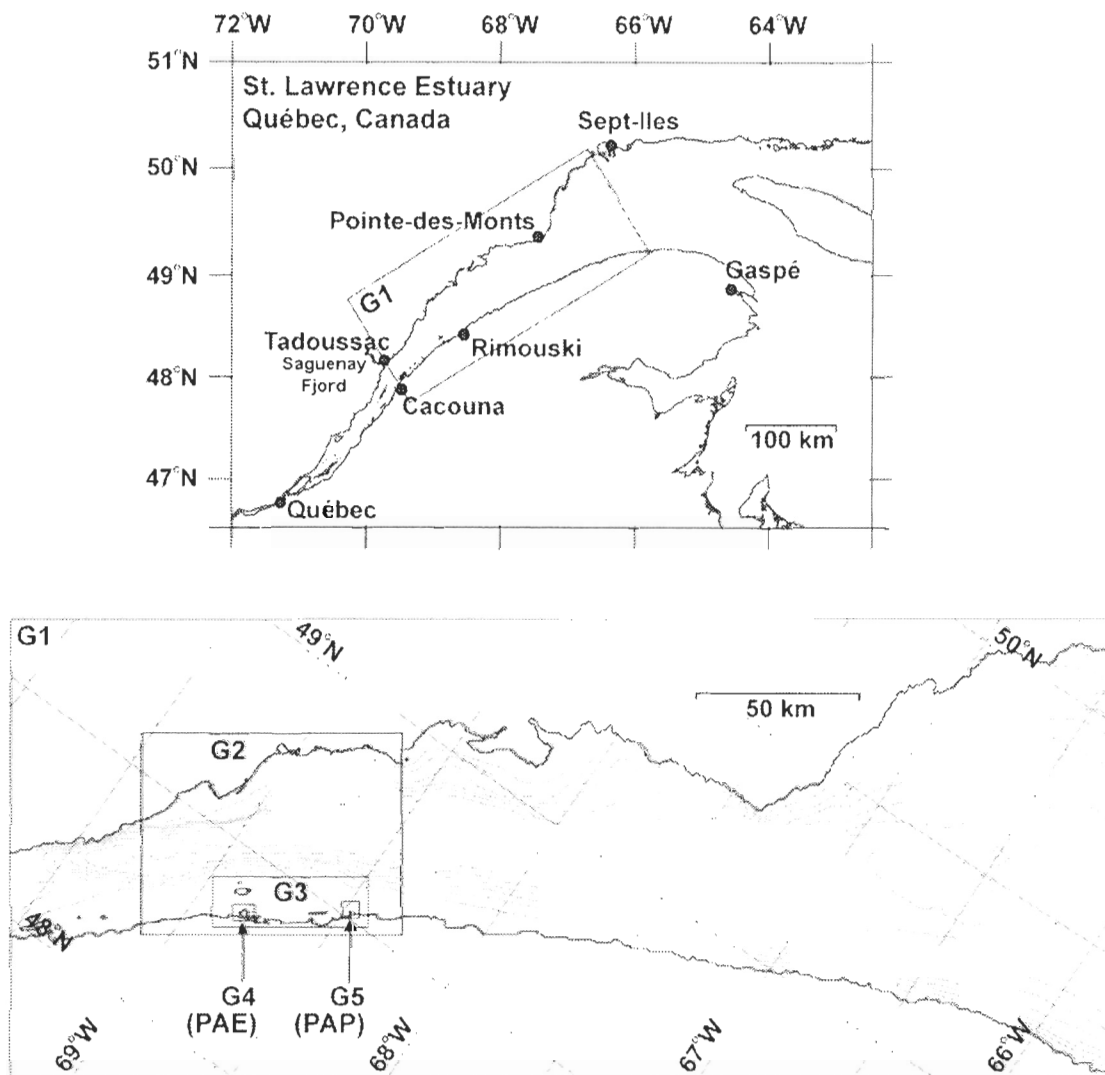 72°W 70°W 68°W 66°W 64°W
51°N
St. Lawrence Estuary
Québec, Canada
Sept-Iles
50°N
Pointe-des-Monts
49°N
Gaspé
G1
Tadoussac
Rimouski
Saguenay
Fjord
48°N
Cacouna
100 km
47°N
Québec
G1
49°N
50°N
50 km
G2
G3
48°N
G4
(PAE)
G5
(PAP)
69°W
68°W
67°W
66°W